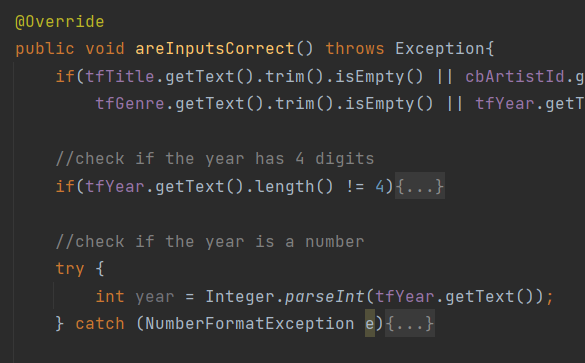 @Override
public void areInputsCorrect() throws Exception{
if(tfTitle.getText().trim().isEmpty() || cbArtistId.g
tfGenre.getText().trim().isEmpty() || tfYear.getT
//check if the year has 4 digits
if(tfYear.getText().length() != 4){...}
//check if the year is a number
try {
int year = Integer.parseInt(tfYear.getText());
} catch (NumberFormatException e){...}